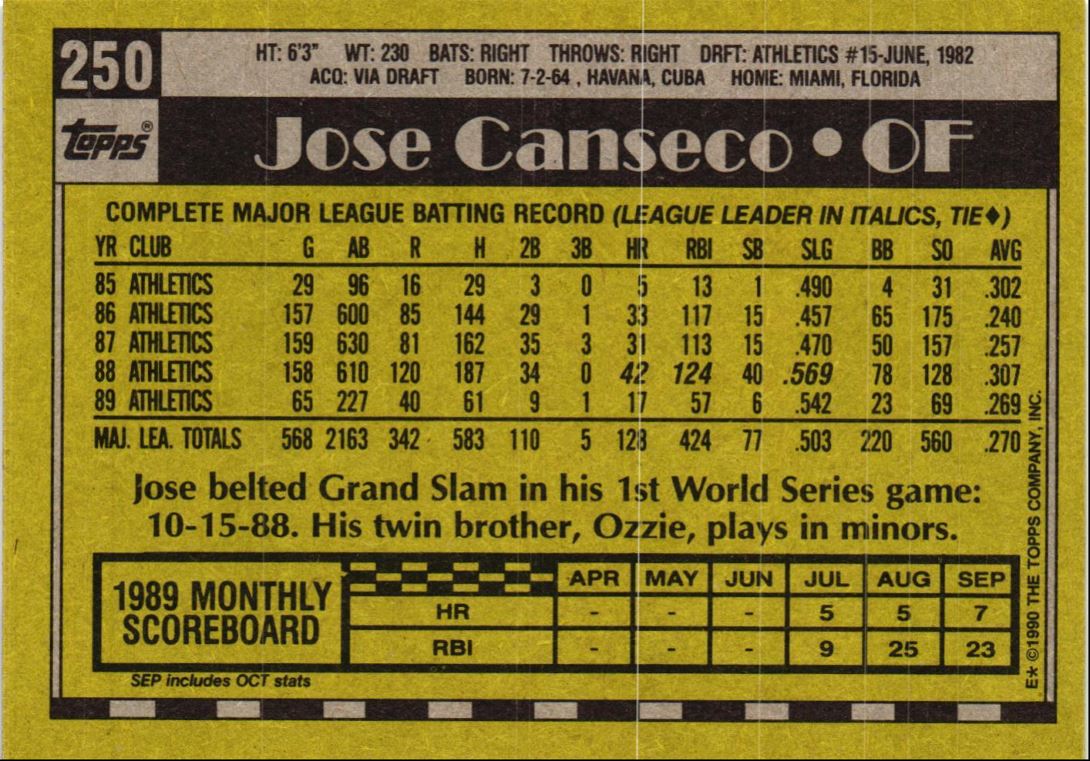 250
HT: 6'3" WT: 230 BATS: RIGHT THROWS: RIGHT DRFT: ATHLETICS #15-JUNE, 1982
ACQ: VIA DRAFT BORN: 7-2-64 , HAVANA, CUBA HOME: MIAMI, FLORIDA
topps®
Jose Canseco • OF
COMPLETE MAJOR LEAGUE BATTING RECORD (LEAGUE LEADER IN ITALICS, TIE♦)
YR CLUB G AB R H 2B 3B HR RBI SB SLG BB SO AVG
85 ATHLETICS 29 96 16 29 3 0 5 13 1 .490 4 31 .302
86 ATHLETICS 157 600 85 144 29 1 33 117 15 .457 65 175 .240
87 ATHLETICS 159 630 81 162 35 3 31 113 15 .470 50 157 .257
88 ATHLETICS 158 610 120 187 34 0 42 124 40 .569 78 128 .307
89 ATHLETICS 65 227 40 61 9 1 17 57 6 .542 23 69 .269
MAJ. LEA. TOTALS 568 2163 342 583 110 5 128 424 77 .503 220 560 .270
Jose belted Grand Slam in his 1st World Series game:
10-15-88. His twin brother, Ozzie, plays in minors.
1989 MONTHLY
SCOREBOARD
APR MAY JUN JUL AUG SEP
HR - - - 5 5 7
RBI - - - 9 25 23
SEP includes OCT stats
E* ©1990 THE TOPPS COMPANY, INC.